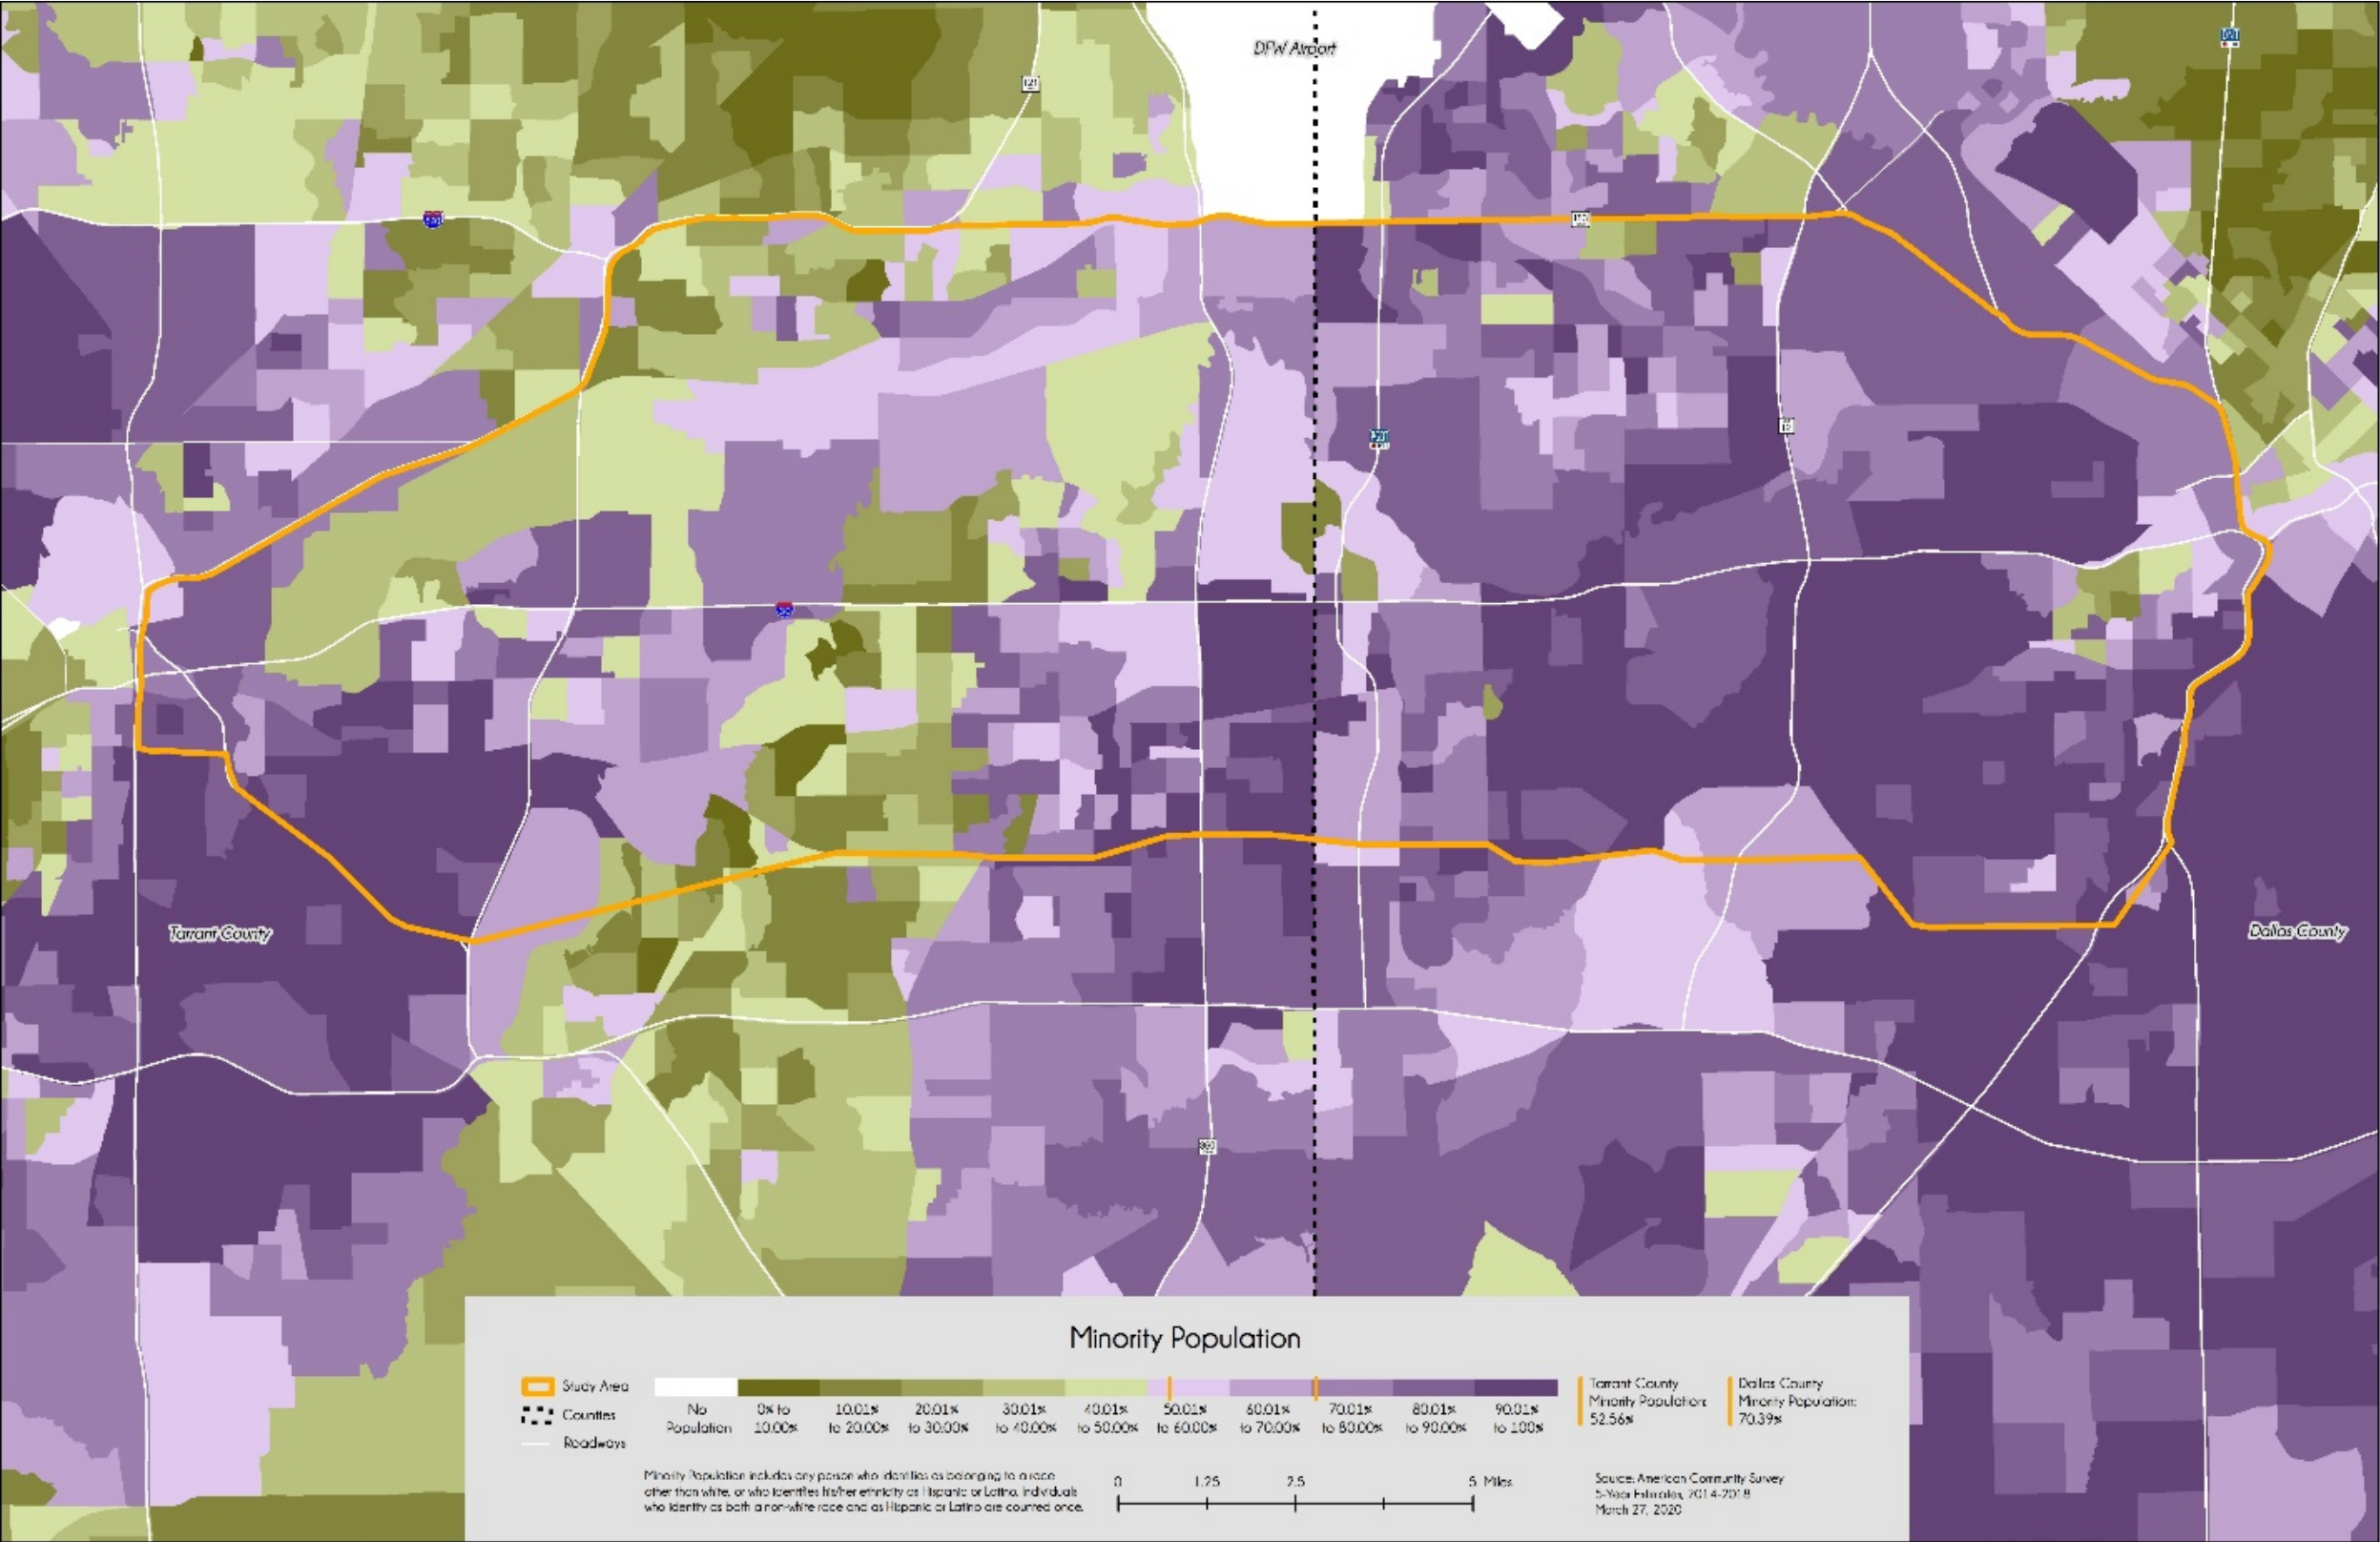 DFW Airport
121
183
12
360
Tarrant County
Dallas County
Minority Population
Study Area
Counties
Roadways
No Population
0% to 10.00%
10.01% to 20.00%
20.01% to 30.00%
30.01% to 40.00%
40.01% to 50.00%
50.01% to 60.00%
60.01% to 70.00%
70.01% to 80.00%
80.01% to 90.00%
90.01% to 100%
Tarrant County
Minority Population:
52.56%
Dallas County
Minority Population:
70.39%
Minority Population includes any person who identifies as belonging to a race
other than white, or who identifies his/her ethnicity as Hispanic or Latino. Individuals
who identify as both a non-white race and as Hispanic or Latino are counted once.
0 1.25 2.5 5 Miles
Source: American Community Survey
5-Year Estimates, 2014-2018
March 27, 2020